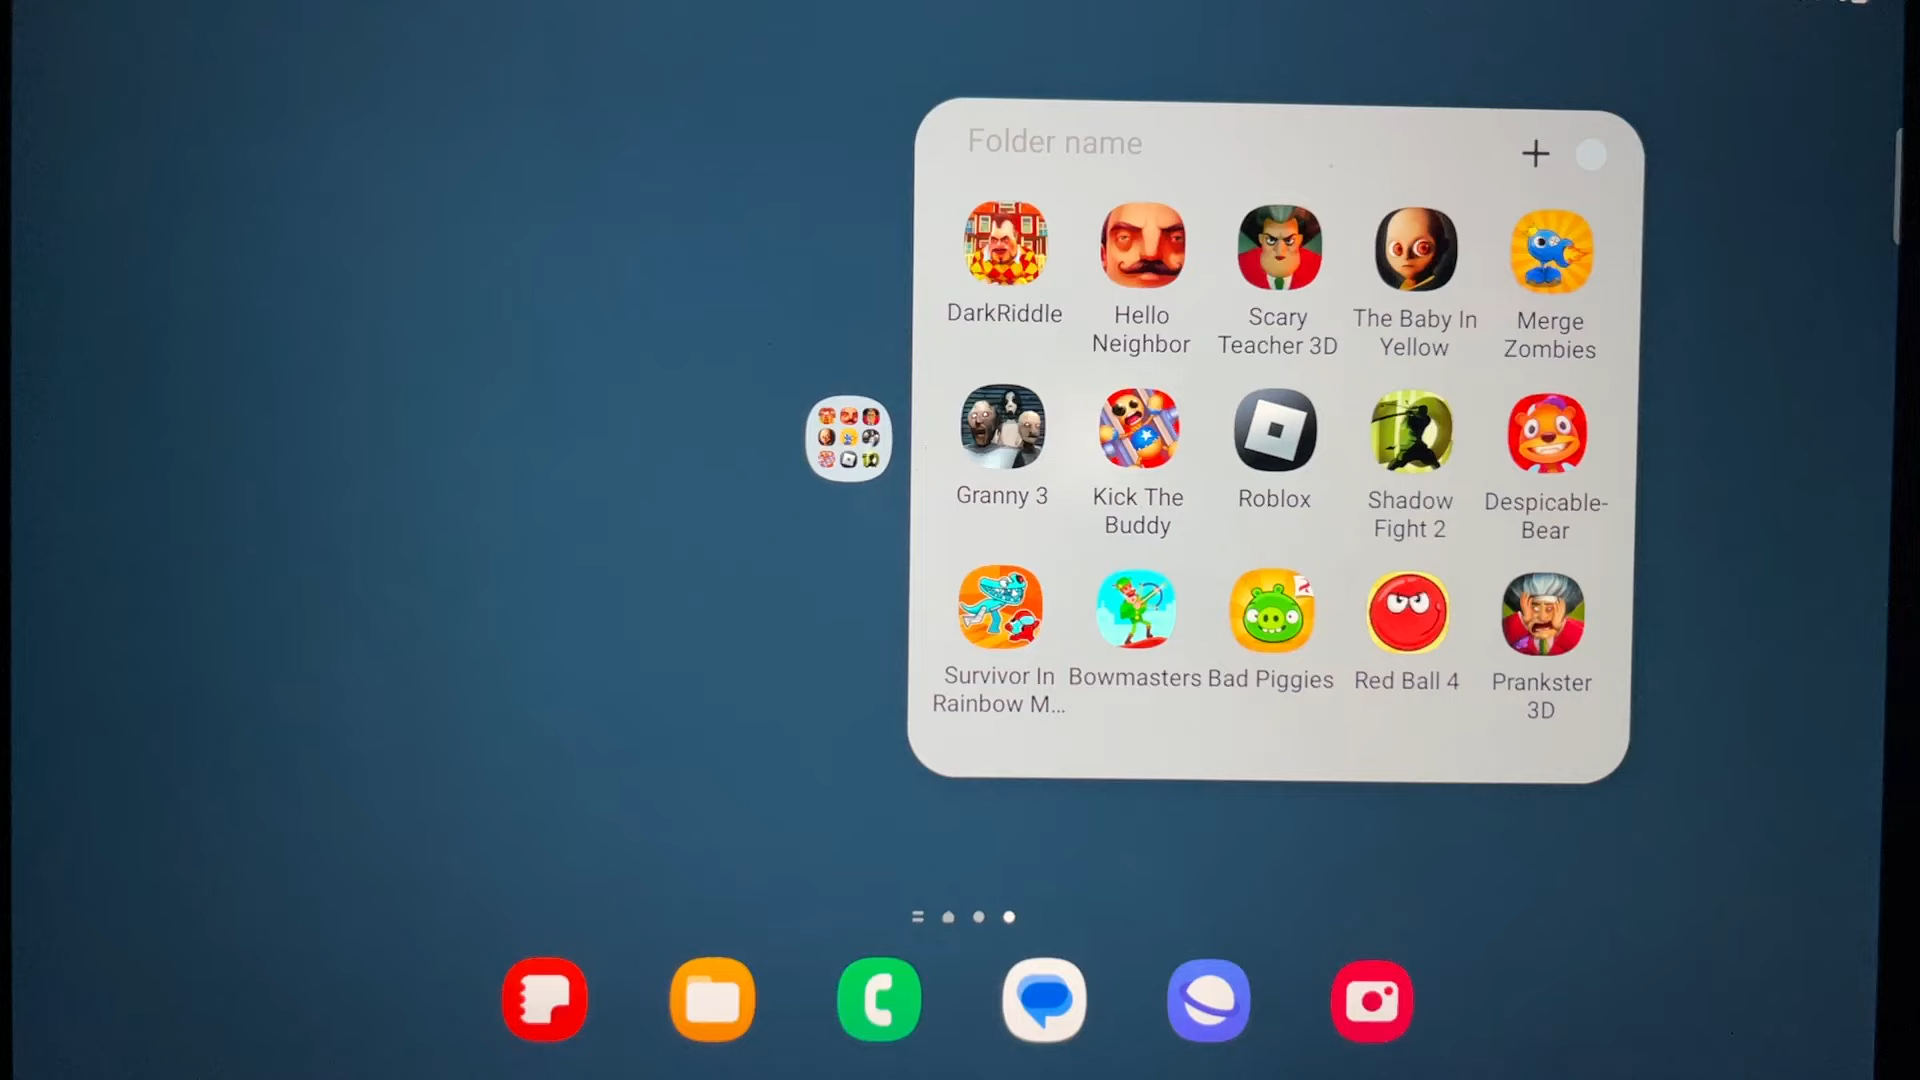 Folder name
DarkRiddle
Hello
Neighbor
Scary
Teacher 3D
The Baby In
Yellow
Merge
Zombies
Granny 3
Kick The
Buddy
Roblox
Shadow
Fight 2
Despicable-
Bear
Survivor In
Rainbow M...
Bowmasters
Bad Piggies
Red Ball 4
Prankster
3D